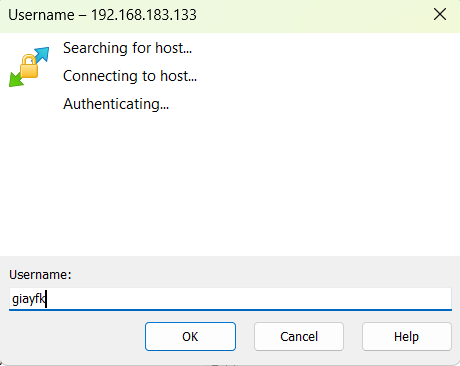 Username – 192.168.183.133
Searching for host...
Connecting to host...
Authenticating...
Username:
giayfk
OK
Cancel
Help